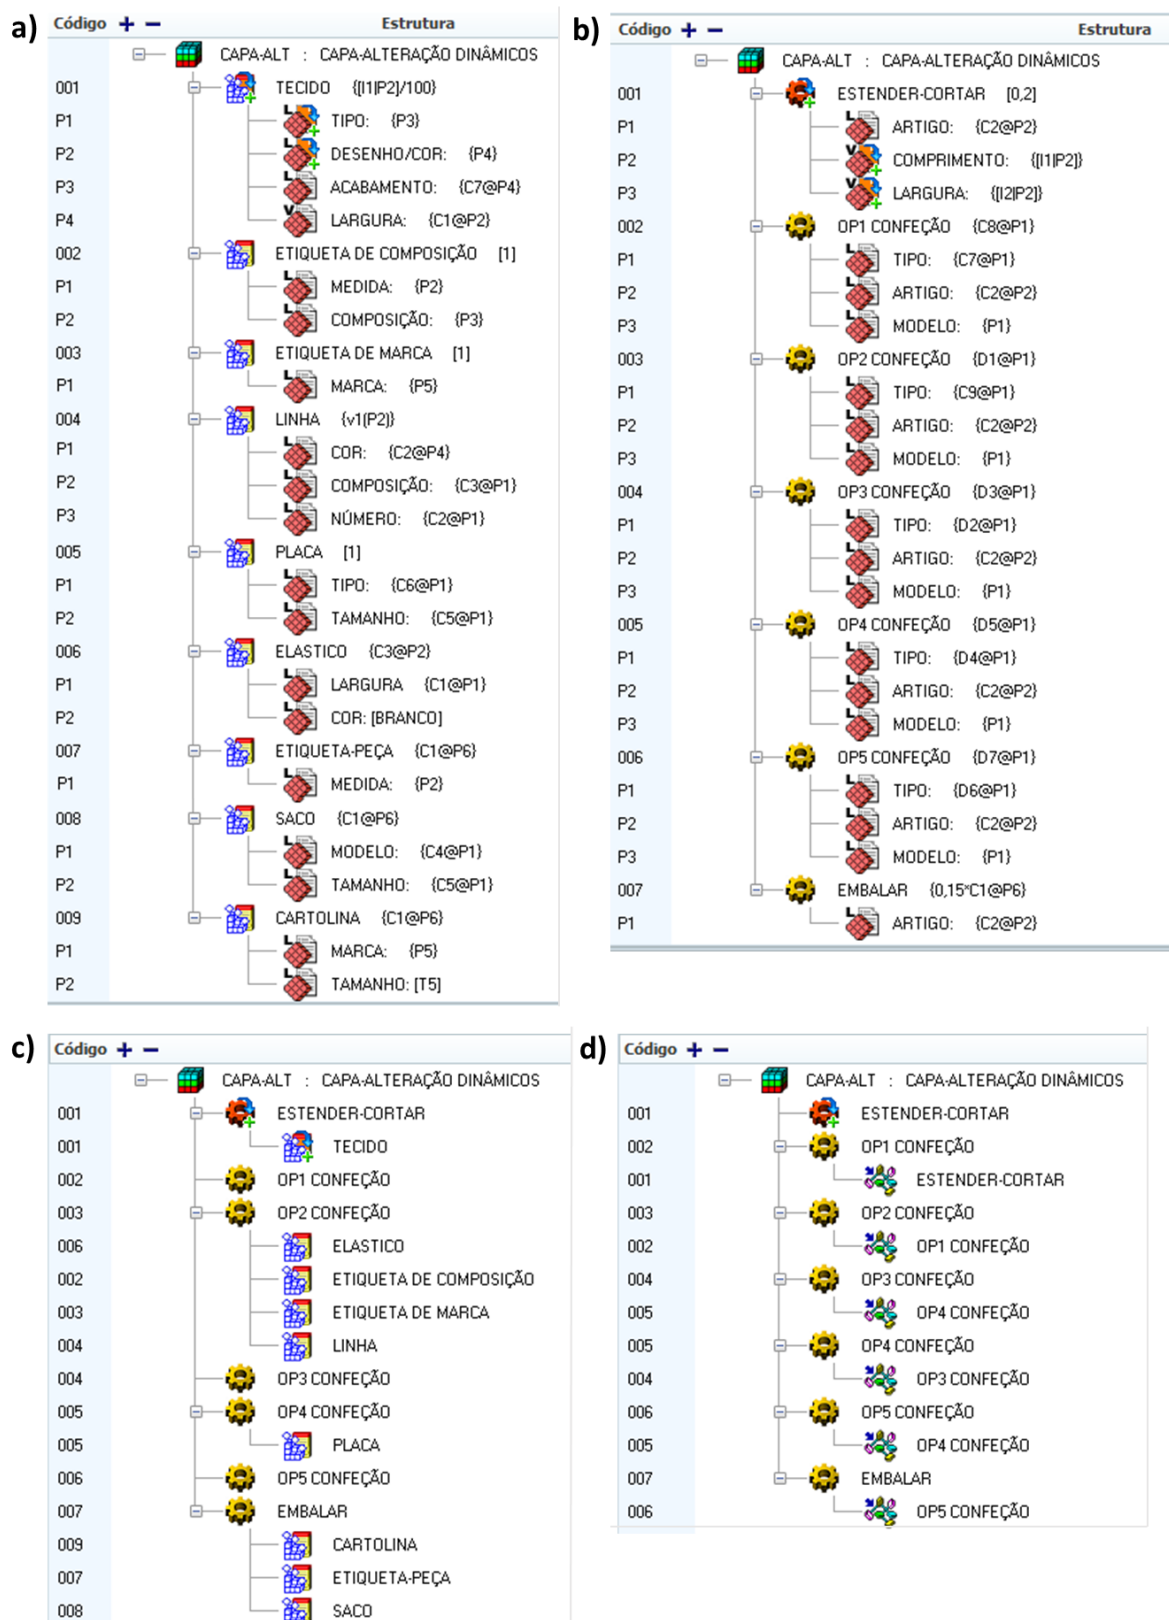 a)
Código + − Estrutura
CAPA-ALT : CAPA-ALTERAÇÃO DINÂMICOS
001 TECIDO {[I1|P2]/100}
P1 TIPO: {P3}
P2 DESENHO/COR: {P4}
P3 ACABAMENTO: {C7@P4}
P4 LARGURA: {C1@P2}
002 ETIQUETA DE COMPOSIÇÃO [1]
P1 MEDIDA: {P2}
P2 COMPOSIÇÃO: {P3}
003 ETIQUETA DE MARCA [1]
P1 MARCA: {P5}
004 LINHA {v1(P2)}
P1 COR: {C2@P4}
P2 COMPOSIÇÃO: {C3@P1}
P3 NÚMERO: {C2@P1}
005 PLACA [1]
P1 TIPO: {C6@P1}
P2 TAMANHO: {C5@P1}
006 ELASTICO {C3@P2}
P1 LARGURA {C1@P1}
P2 COR: [BRANCO]
007 ETIQUETA-PEÇA {C1@P6}
P1 MEDIDA: {P2}
008 SACO {C1@P6}
P1 MODELO: {C4@P1}
P2 TAMANHO: {C5@P1}
009 CARTOLINA {C1@P6}
P1 MARCA: {P5}
P2 TAMANHO: [T5]
b)
Código + − Estrutura
CAPA-ALT : CAPA-ALTERAÇÃO DINÂMICOS
001 ESTENDER-CORTAR [0,2]
P1 ARTIGO: {C2@P2}
P2 COMPRIMENTO: {[I1|P2]}
P3 LARGURA: {[I2|P2]}
002 OP1 CONFEÇÃO {C8@P1}
P1 TIPO: {C7@P1}
P2 ARTIGO: {C2@P2}
P3 MODELO: {P1}
003 OP2 CONFEÇÃO {D1@P1}
P1 TIPO: {C9@P1}
P2 ARTIGO: {C2@P2}
P3 MODELO: {P1}
004 OP3 CONFEÇÃO {D3@P1}
P1 TIPO: {D2@P1}
P2 ARTIGO: {C2@P2}
P3 MODELO: {P1}
005 OP4 CONFEÇÃO {D5@P1}
P1 TIPO: {D4@P1}
P2 ARTIGO: {C2@P2}
P3 MODELO: {P1}
006 OP5 CONFEÇÃO {D7@P1}
P1 TIPO: {D6@P1}
P2 ARTIGO: {C2@P2}
P3 MODELO: {P1}
007 EMBALAR {0,15*C1@P6}
P1 ARTIGO: {C2@P2}
c)
Código + −
CAPA-ALT : CAPA-ALTERAÇÃO DINÂMICOS
001 ESTENDER-CORTAR
001 TECIDO
002 OP1 CONFEÇÃO
003 OP2 CONFEÇÃO
006 ELASTICO
002 ETIQUETA DE COMPOSIÇÃO
003 ETIQUETA DE MARCA
004 LINHA
004 OP3 CONFEÇÃO
005 OP4 CONFEÇÃO
005 PLACA
006 OP5 CONFEÇÃO
007 EMBALAR
009 CARTOLINA
007 ETIQUETA-PEÇA
008 SACO
d)
Código + −
CAPA-ALT : CAPA-ALTERAÇÃO DINÂMICOS
001 ESTENDER-CORTAR
002 OP1 CONFEÇÃO
001 ESTENDER-CORTAR
003 OP2 CONFEÇÃO
002 OP1 CONFEÇÃO
004 OP3 CONFEÇÃO
005 OP4 CONFEÇÃO
005 OP4 CONFEÇÃO
004 OP3 CONFEÇÃO
006 OP5 CONFEÇÃO
005 OP4 CONFEÇÃO
007 EMBALAR
006 OP5 CONFEÇÃO